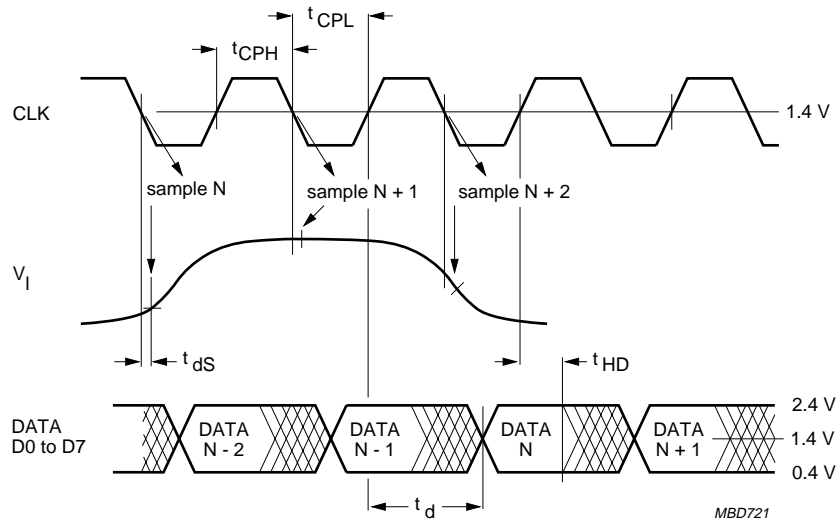 t CPL
t CPH
CLK
1.4 V
sample N
sample N + 1
sample N + 2
V I
t dS
t HD
DATA
D0 to D7
DATA
N - 2
DATA
N - 1
DATA
N
DATA
N + 1
2.4 V
1.4 V
0.4 V
t d
MBD721